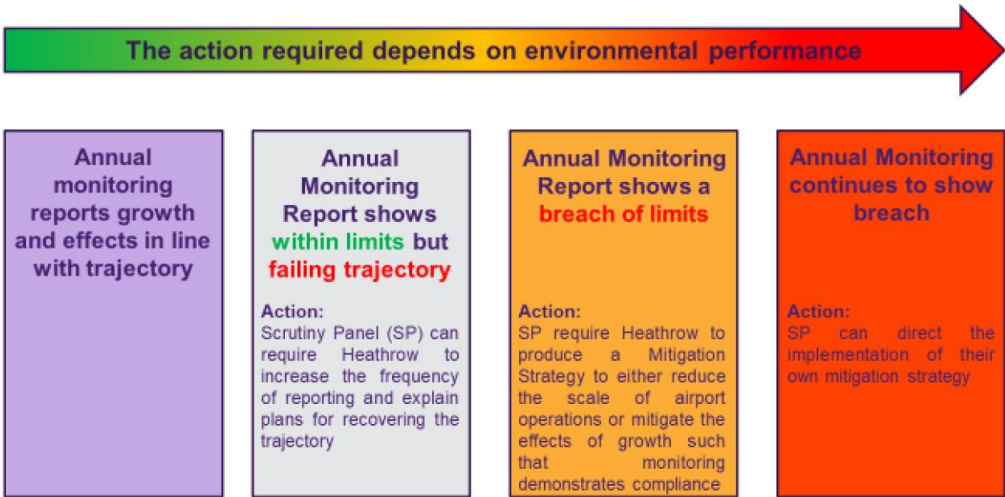 The action required depends on environmental performance
Annual
monitoring
reports growth
and effects in line
with trajectory
Annual
Monitoring
Report shows
within limits but
failing trajectory
Action:
Scrutiny Panel (SP) can
require Heathrow to
increase the frequency
of reporting and explain
plans for recovering the
trajectory
Annual Monitoring
Report shows a
breach of limits
Action:
SP require Heathrow to
produce a Mitigation
Strategy to either reduce
the scale of airport
operations or mitigate the
effects of growth such
that monitoring
demonstrates compliance
Annual Monitoring
continues to show
breach
Action:
SP can direct the
implementation of their
own mitigation strategy